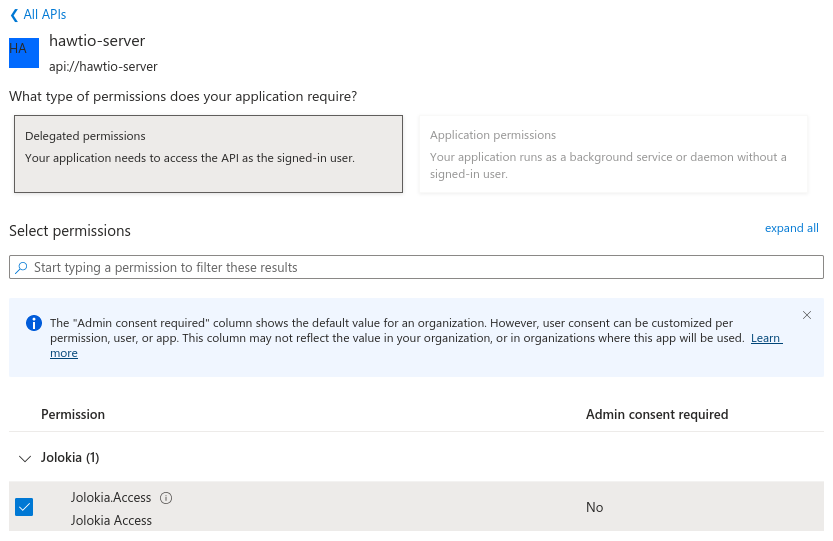 All APIs
HA
hawtio-server
api://hawtio-server
What type of permissions does your application require?
Delegated permissions
Your application needs to access the API as the signed-in user.
Application permissions
Your application runs as a background service or daemon without a
signed-in user.
Select permissions
expand all
Start typing a permission to filter these results
The "Admin consent required" column shows the default value for an organization. However, user consent can be customized per
permission, user, or app. This column may not reflect the value in your organization, or in organizations where this app will be used. Learn
more
Permission
Admin consent required
Jolokia (1)
Jolokia.Access
Jolokia Access
No